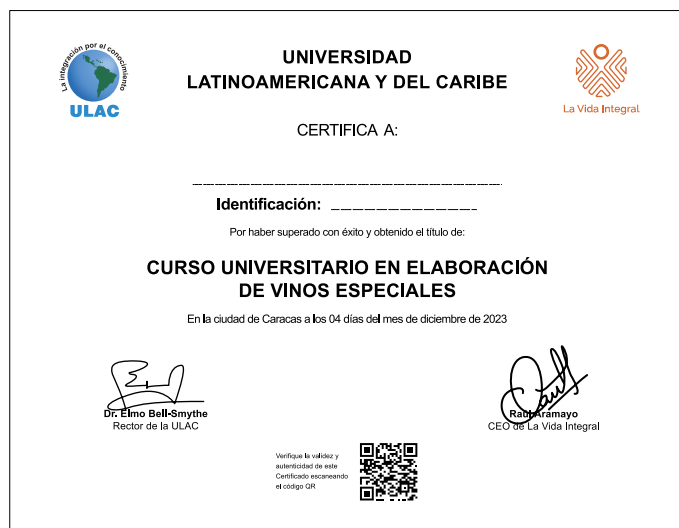 La integración por el conocimiento
ULAC
UNIVERSIDAD
LATINOAMERICANA Y DEL CARIBE
La Vida Integral
CERTIFICA A:
Identificación:
Por haber superado con éxito y obtenido el título de:
CURSO UNIVERSITARIO EN ELABORACIÓN
DE VINOS ESPECIALES
En la ciudad de Caracas a los 04 días del mes de diciembre de 2023
Dr. Elmo Bell-Smythe
Rector de la ULAC
Raúl Aramayo
CEO de La Vida Integral
Verifique la validez y
autenticidad de este
Certificado escaneando
el código QR